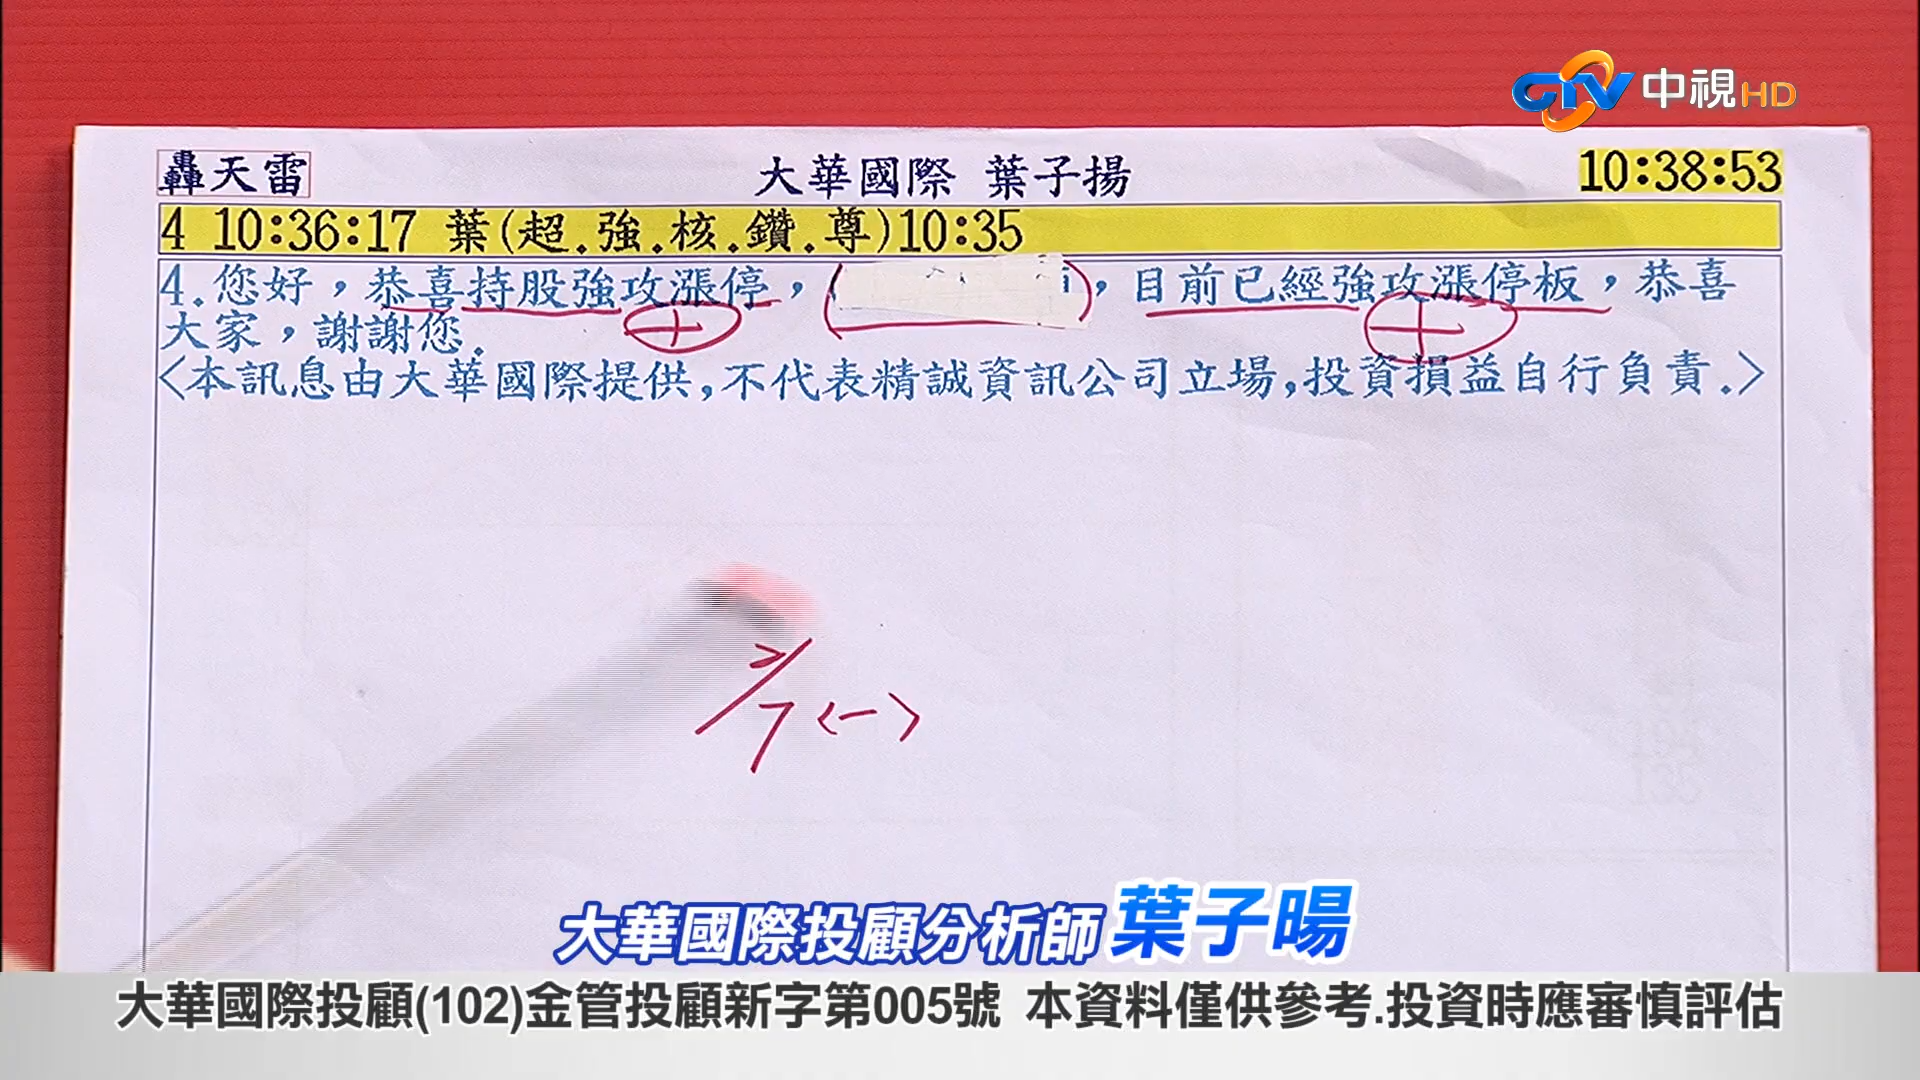 CTV 中視HD
轟天雷 大華國際 葉子揚 10:38:53
4 10:36:17 葉(超.強.核.鑽.尊)10:35
4.您好，恭喜持股強攻漲停，( )，目前已經強攻漲停板，恭喜
大家，謝謝您.
<本訊息由大華國際提供,不代表精誠資訊公司立場,投資損益自行負責.>
2/7<一>
大華國際投顧分析師 葉子暘
大華國際投顧(102)金管投顧新字第005號 本資料僅供參考.投資時應審慎評估